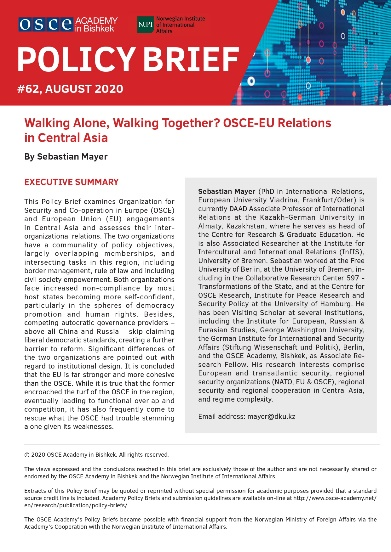 OSCE ACADEMY
in Bishkek
NUPI
Norwegian Institute
of International
Affairs
POLICY BRIEF
#62, AUGUST 2020
Walking Alone, Walking Together? OSCE-EU Relations
in Central Asia
By Sebastian Mayer
EXECUTIVE SUMMARY
This Policy Brief examines Organization for
Security and Co-operation in Europe (OSCE)
and European Union (EU) engagements
in Central Asia and assesses their inter-
organizational relations. The two organizations
have a communality of policy objectives,
largely overlapping memberships, and
intersecting tasks in this region, including
border management, rule of law and including
civil society empowerment. Both organizations
face increased non-compliance by most
host states becoming more self-confident,
particularly in the spheres of democracy
promotion and human rights. Besides,
competing autocratic governance providers –
above all China and Russia – skip claiming
liberal democratic standards, creating a further
barrier to reform. Significant differences of
the two organizations are pointed out with
regard to institutional design. It is concluded
that the EU is far stronger and more cohesive
than the OSCE. While it is true that the former
encroached the turf of the OSCE in the region,
eventually leading to functional overlap and
competition, it has also frequently come to
rescue what the OSCE had trouble stemming
alone given its weaknesses.
Sebastian Mayer (PhD in International Relations,
European University Viadrina, Frankfurt/Oder) is
currently DAAD Associate Professor of International
Relations at the Kazakh-German University in
Almaty, Kazakhstan, where he serves as head of
the Centre for Research & Graduate Education. He
is also Associated Researcher at the Institute for
Intercultural and International Relations (InIIS),
University of Bremen. Sebastian worked at the Free
University of Berlin, at the University of Bremen, in-
cluding in the Collaborative Research Center 597 -
Transformations of the State, and at the Centre for
OSCE Research, Institute for Peace Research and
Security Policy at the University of Hamburg. He
has been Visiting Scholar at several institutions,
including the Institute for European, Russian &
Eurasian Studies, George Washington University,
the German Institute for International and Security
Affairs (Stiftung Wissenschaft und Politik), Berlin,
and the OSCE Academy, Bishkek, as Associate Re-
search Fellow. His research interests comprise
European and transatlantic security, regional
security organizations (NATO, EU & OSCE), regional
security and regional cooperation in Central Asia,
and regime complexity.
Email address: mayer@dku.kz
© 2020 OSCE Academy in Bishkek. All rights reserved.
The views expressed and the conclusions reached in this brief are exclusively those of the author and are not necessarily shared or
endorsed by the OSCE Academy in Bishkek and the Norwegian Institute of International Affairs.
Extracts of this Policy Brief may be quoted or reprinted without special permission for academic purposes provided that a standard
source credit line is included. Academy Policy Briefs and submission guidelines are available on-line at http://www.osce-academy.net/
en/research/publication/policy-briefs/
The OSCE Academy's Policy Briefs became possible with financial support from the Norwegian Ministry of Foreign Affairs via the
Academy's Cooperation with the Norwegian Institute of International Affairs.